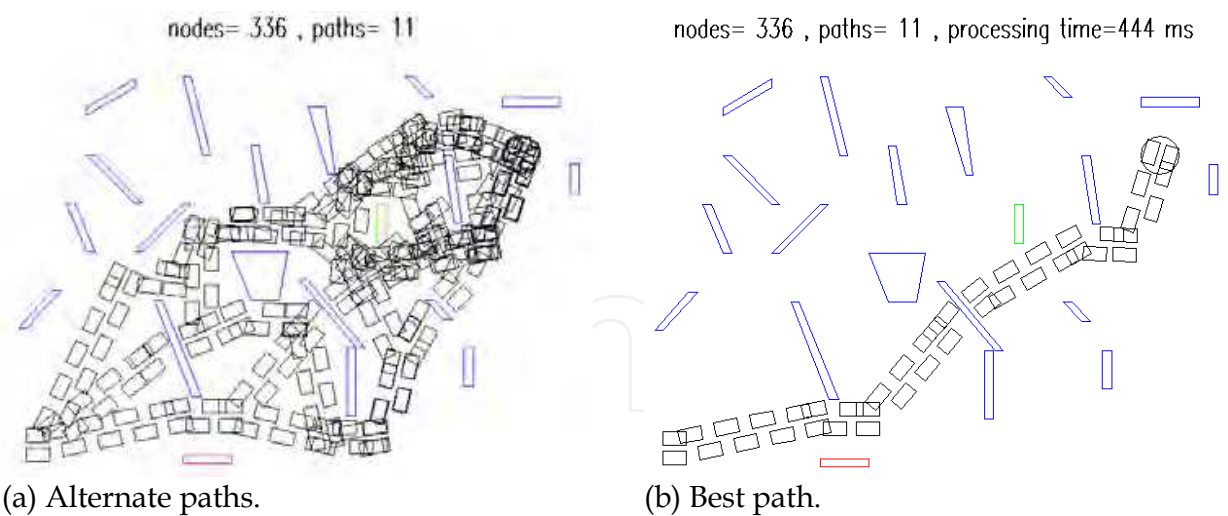 nodes= 336 , paths= 11
nodes= 336 , paths= 11 , processing time=444 ms
(a) Alternate paths.
(b) Best path.